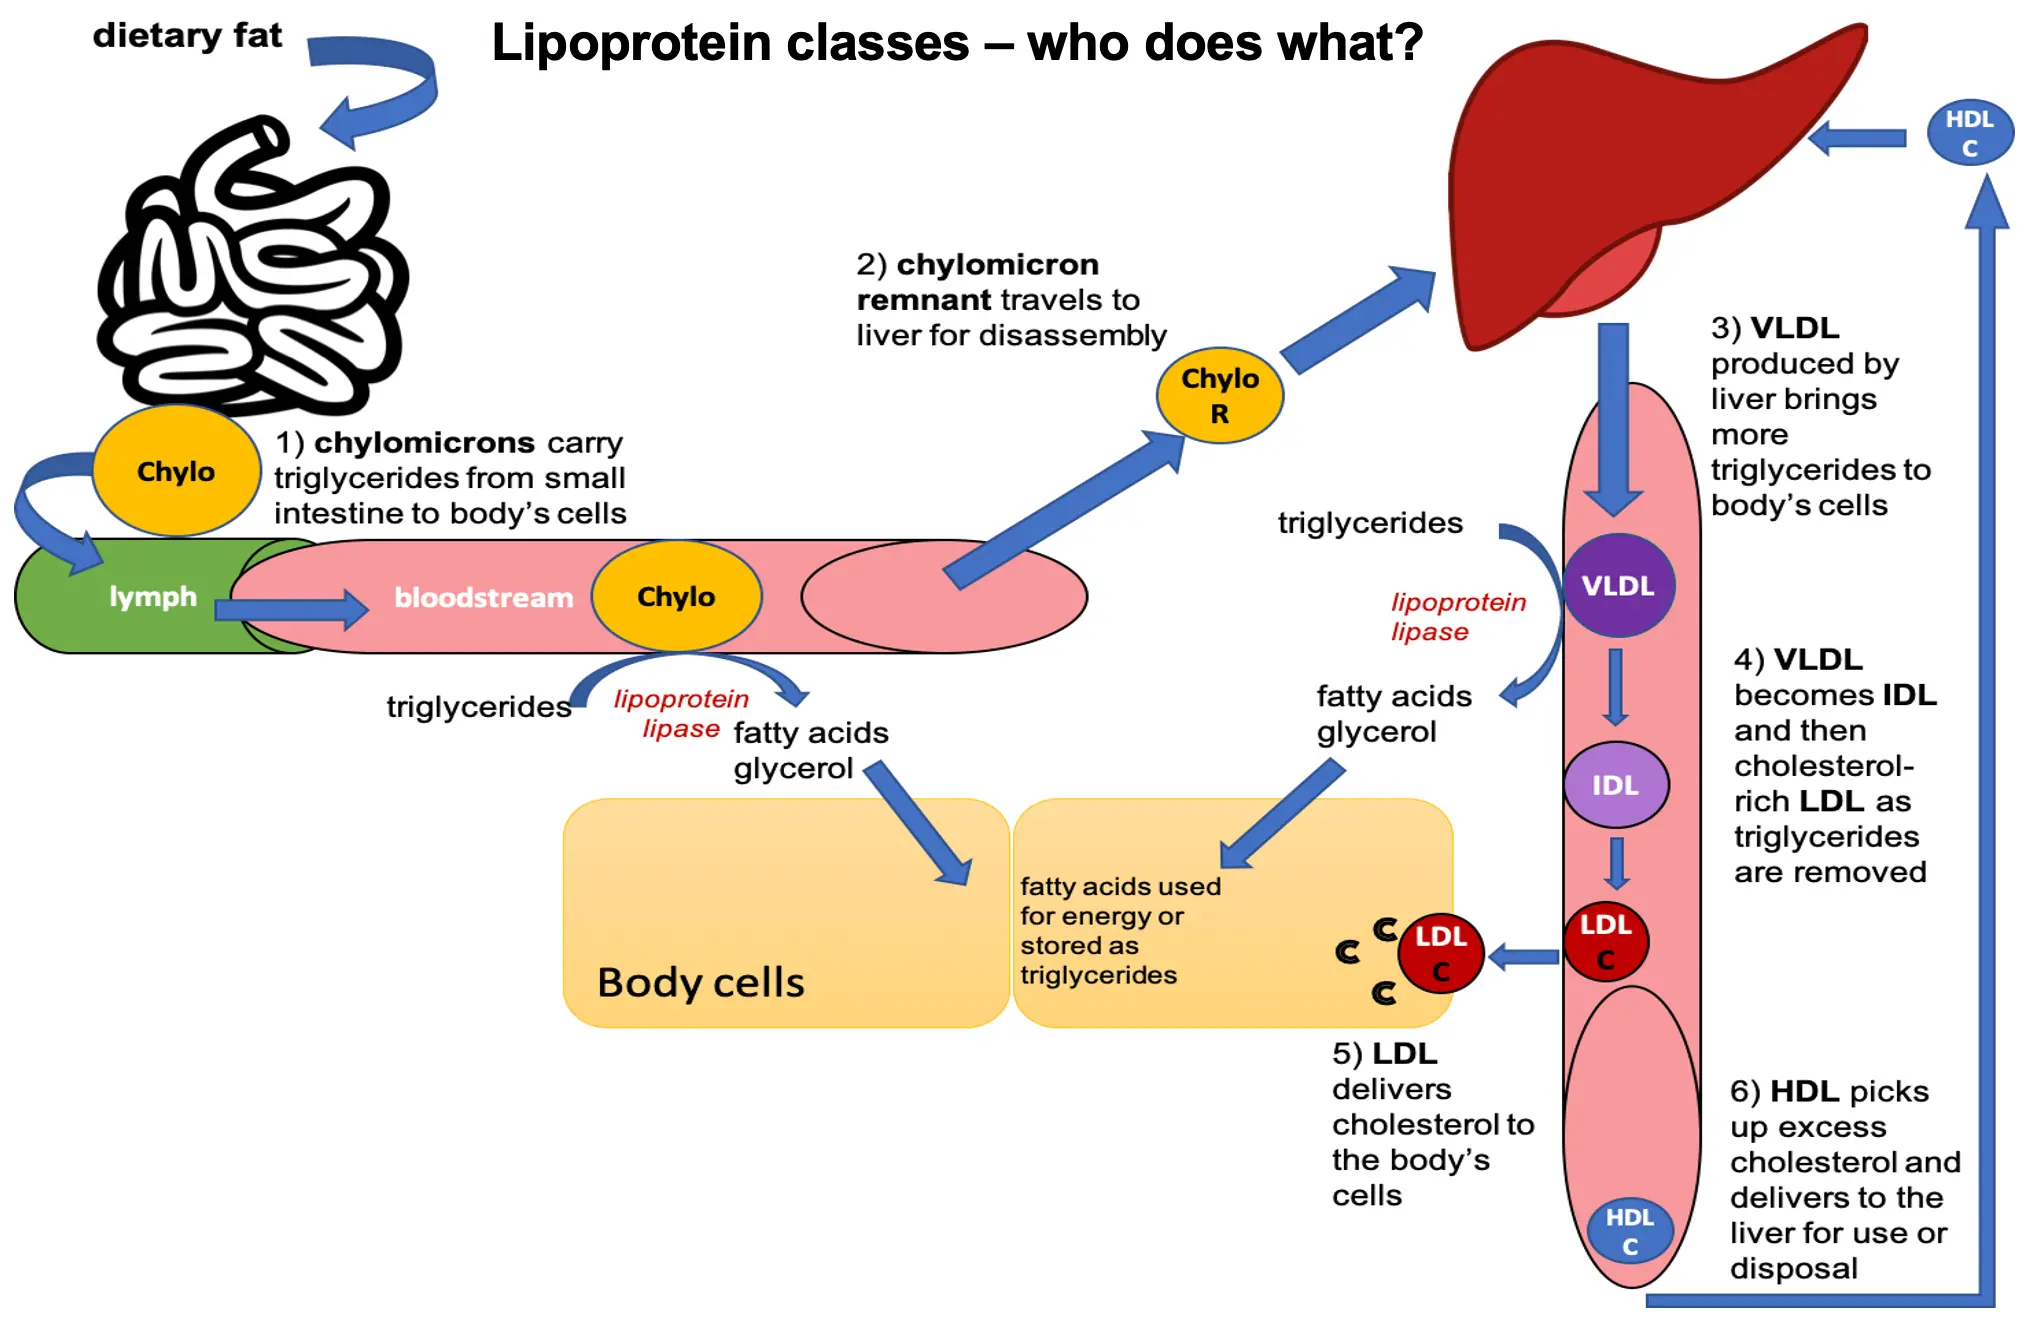 dietary fat
Lipoprotein classes – who does what?
HDL
C
2) chylomicron
remnant travels to
liver for disassembly
Chylo
R
3) VLDL
produced by
liver brings
more
triglycerides to
body's cells
Chylo
1) chylomicrons carry
triglycerides from small
intestine to body's cells
lymph
bloodstream
Chylo
triglycerides
lipoprotein
lipase
fatty acids
glycerol
triglycerides
lipoprotein
lipase
fatty acids
glycerol
VLDL
IDL
LDL
C
4) VLDL
becomes IDL
and then
cholesterol-
rich LDL as
triglycerides
are removed
Body cells
fatty acids used
for energy or
stored as
triglycerides
C
C
C
LDL
C
5) LDL
delivers
cholesterol to
the body's
cells
HDL
C
6) HDL picks
up excess
cholesterol and
delivers to the
liver for use or
disposal